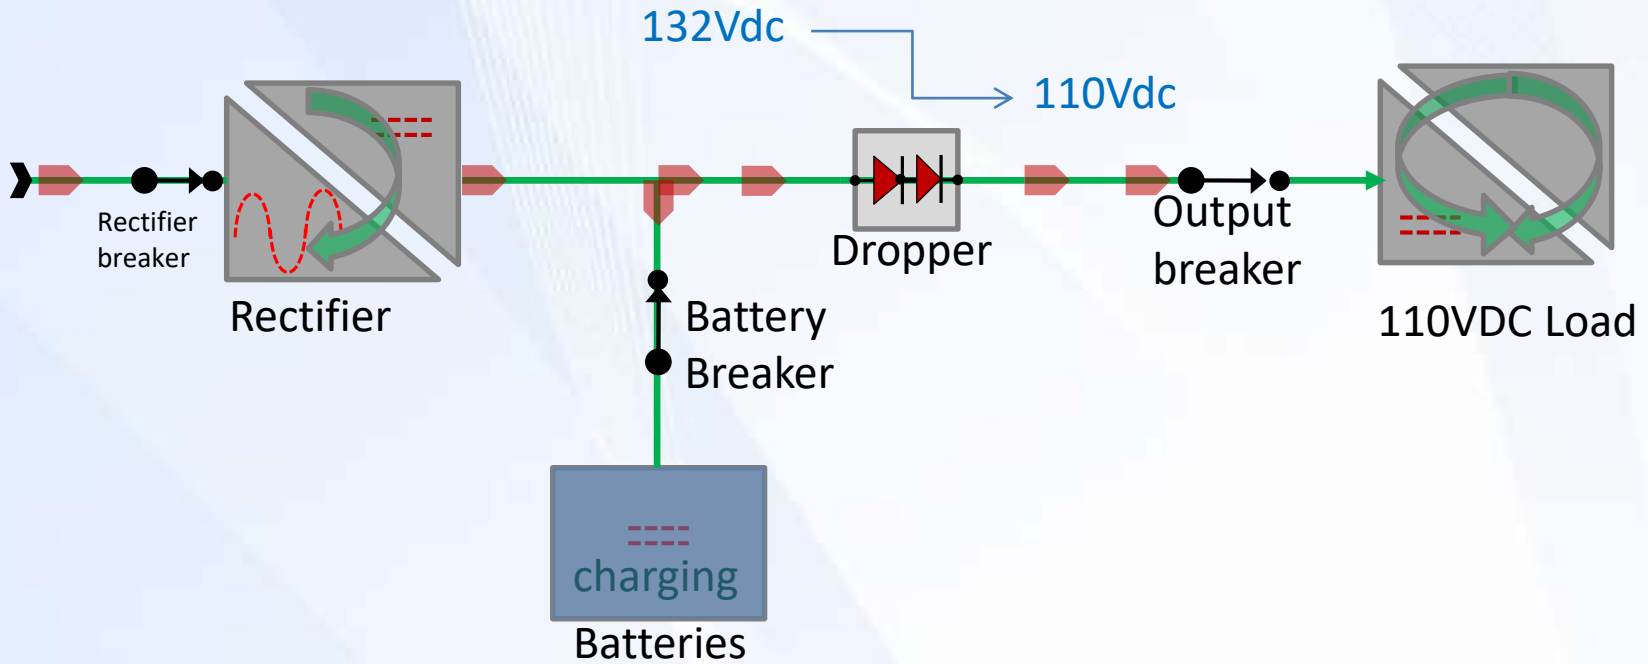 132Vdc
110Vdc
Rectifier
breaker
Rectifier
Dropper
Output
breaker
110VDC Load
Battery
Breaker
charging
Batteries